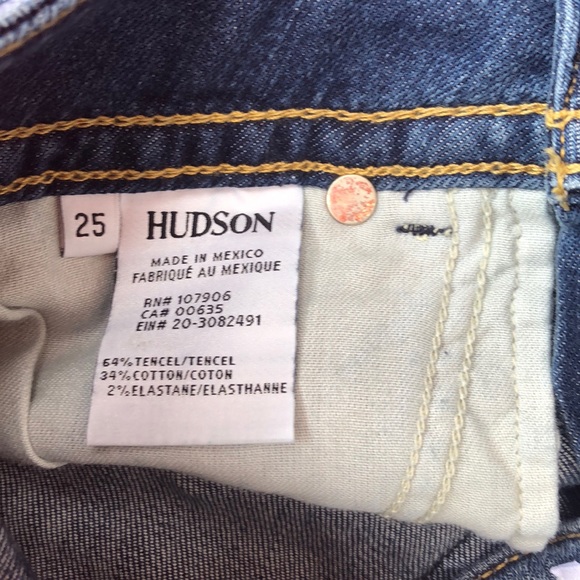 25
HUDSON
MADE IN MEXICO
FABRIQUÉ AU MEXIQUE
RN# 107906
CA# 00635
EIN# 20-3082491
64% TENCEL/TENCEL
34% COTTON/COTON
2% ELASTANE/ELASTHANNE